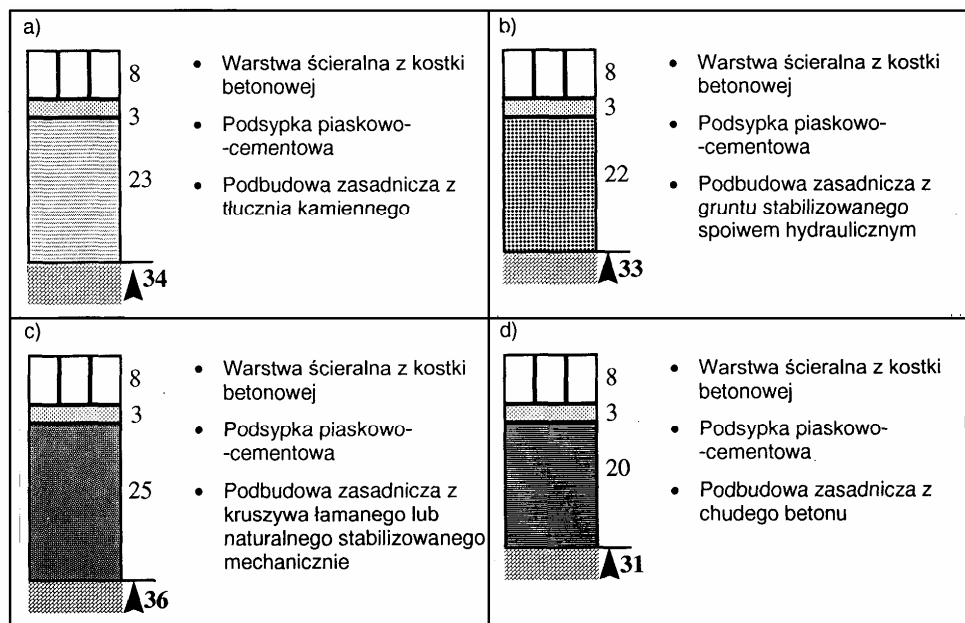 a)
8
3
23
34
• Warstwa ścieralna z kostki
betonowej
• Podsypka piaskowo-
-cementowa
• Podbudowa zasadnicza z
tłucznia kamiennego
b)
8
3
22
33
• Warstwa ścieralna z kostki
betonowej
• Podsypka piaskowo-
-cementowa
• Podbudowa zasadnicza z
gruntu stabilizowanego
spoiwem hydraulicznym
c)
8
3
25
36
• Warstwa ścieralna z kostki
betonowej
• Podsypka piaskowo-
-cementowa
• Podbudowa zasadnicza z
kruszywa łamanego lub
naturalnego stabilizowanego
mechanicznie
d)
8
3
20
31
• Warstwa ścieralna z kostki
betonowej
• Podsypka piaskowo-
-cementowa
• Podbudowa zasadnicza z
chudego betonu